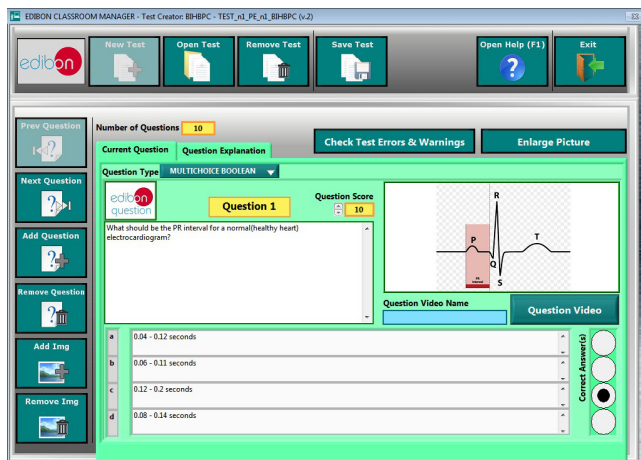 EDIBON CLASSROOM MANAGER - Test Creator: BIHBPC - TEST_n1_PE_n1_BIHBPC (v.2)
edibon
New Test
Open Test
Remove Test
Save Test
Open Help (F1)
Exit
Prev Question
Next Question
Add Question
Remove Question
Add Img
Remove Img
Number of Questions 10
Check Test Errors & Warnings
Enlarge Picture
Current Question
Question Explanation
Question Type MULTICHOICE BOOLEAN
edibon
question
Question 1
Question Score
10
What should be the PR interval for a normal(healthy heart)
electrocardiogram?
R
P
T
Q
S
Question Video Name
Question Video
a 0.04 - 0.12 seconds
b 0.06 - 0.11 seconds
c 0.12 - 0.2 seconds
d 0.08 - 0.14 seconds
Correct Answer(s)